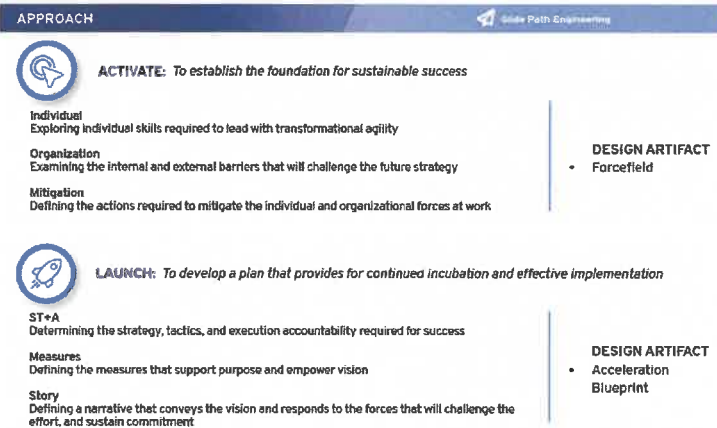 APPROACH
Glide Path Engineering
ACTIVATE: To establish the foundation for sustainable success
Individual
Exploring individual skills required to lead with transformational agility
Organization
Examining the internal and external barriers that will challenge the future strategy
Mitigation
Defining the actions required to mitigate the individual and organizational forces at work
DESIGN ARTIFACT
• Forcefield
LAUNCH: To develop a plan that provides for continued incubation and effective implementation
ST+A
Determining the strategy, tactics, and execution accountability required for success
Measures
Defining the measures that support purpose and empower vision
Story
Defining a narrative that conveys the vision and responds to the forces that will challenge the
effort, and sustain commitment
DESIGN ARTIFACT
• Acceleration
Blueprint